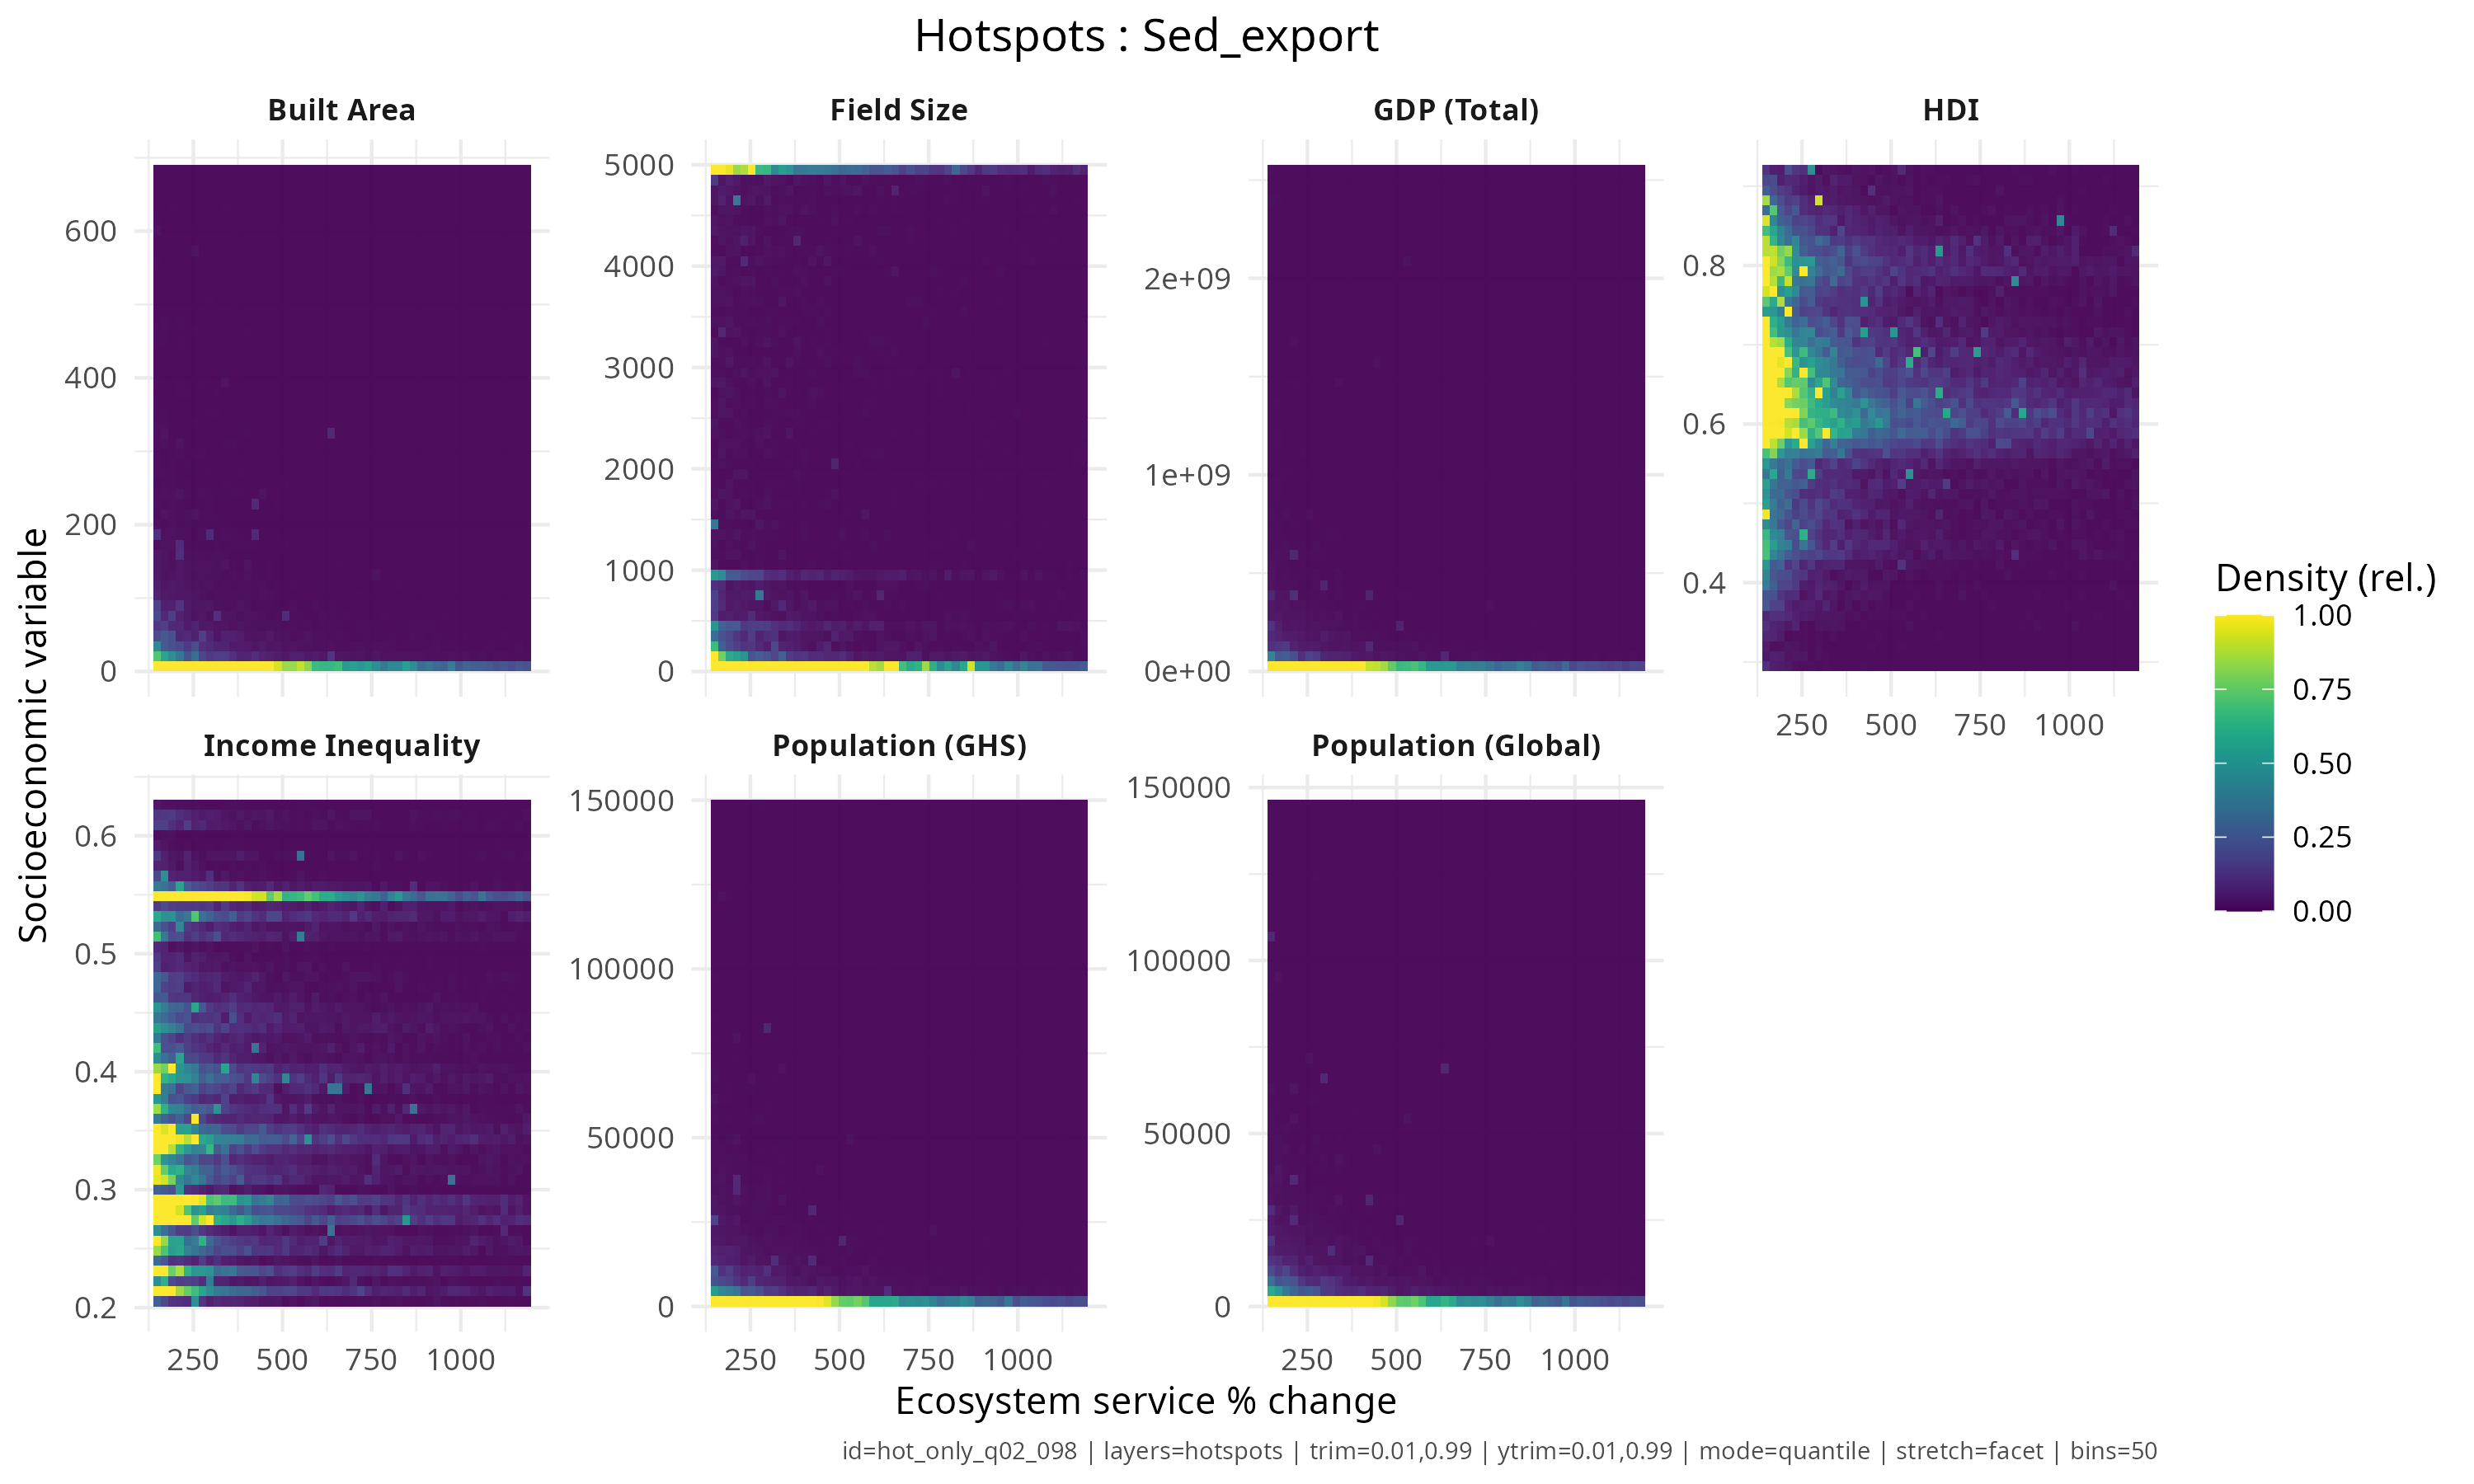 Hotspots : Sed_export
Built Area
Field Size
GDP (Total)
HDI
600
400
200
0
5000
4000
3000
2000
1000
0
2e+09
1e+09
0e+00
0.8
0.6
0.4
250 500 750 1000
Socioeconomic variable
Density (rel.)
1.00
0.75
0.50
0.25
0.00
Income Inequality
Population (GHS)
Population (Global)
0.6
0.5
0.4
0.3
0.2
150000
100000
50000
0
150000
100000
50000
0
250 500 750 1000
250 500 750 1000
250 500 750 1000
Ecosystem service % change
id=hot_only_q02_098 | layers=hotspots | trim=0.01,0.99 | ytrim=0.01,0.99 | mode=quantile | stretch=facet | bins=50